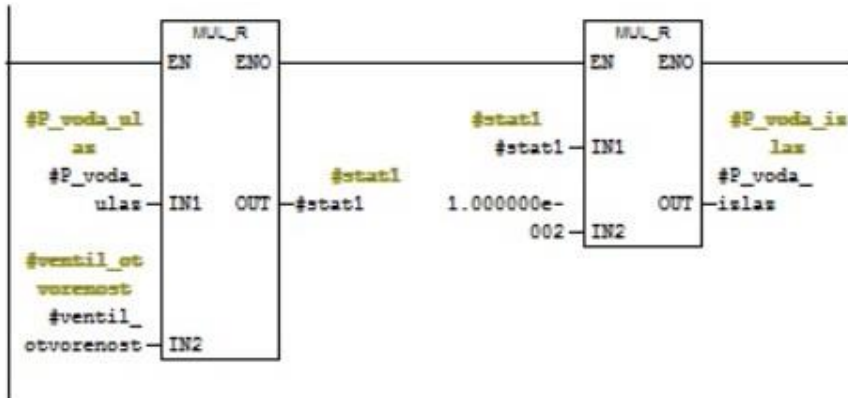 MUL_R
EN ENO
#P_voda_ul
az
#P_voda_
ulaz IN1 OUT #stat1
#stat1
#ventil_ot
vorenost
#ventil_
otvorenost IN2
MUL_R
EN ENO
#stat1
#stat1 IN1
1.000000e-
002 IN2
#P_voda_iz
laz
#P_voda_
OUT izlaz